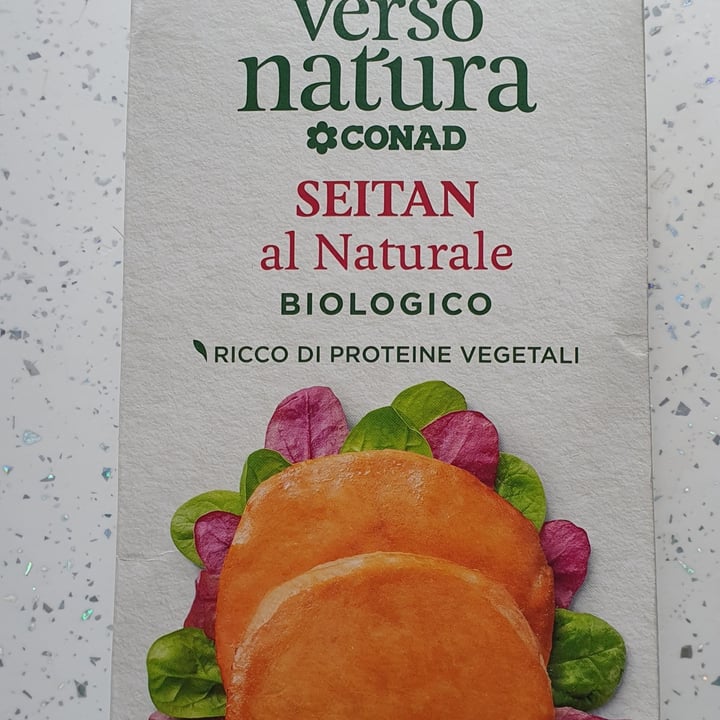 verso
natura
CONAD
SEITAN
al Naturale
BIOLOGICO
RICCO DI PROTEINE VEGETALI